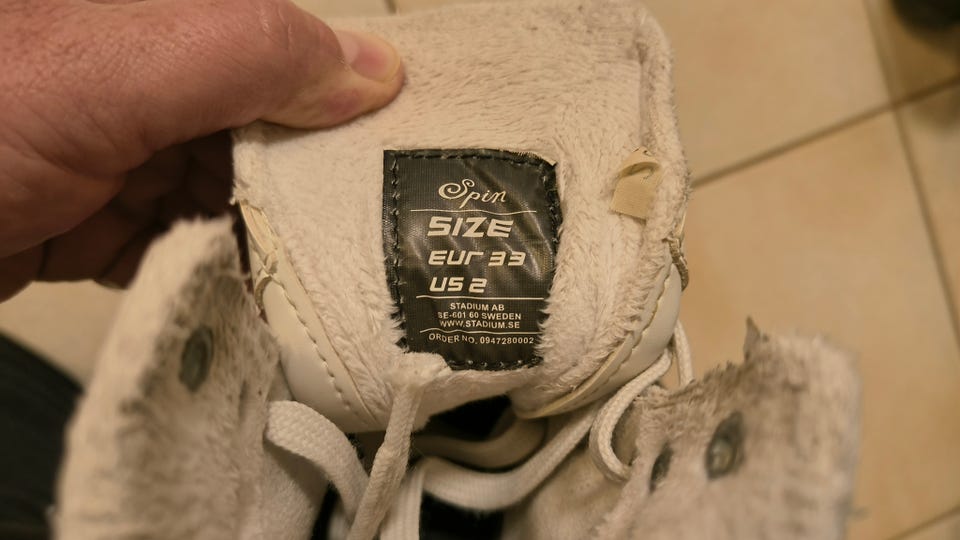 Spin
SIZE
EUR 33
US 2
STADIUM AB
SE-601 60 SWEDEN
WWW.STADIUM.SE
ORDER NO. 0947280002